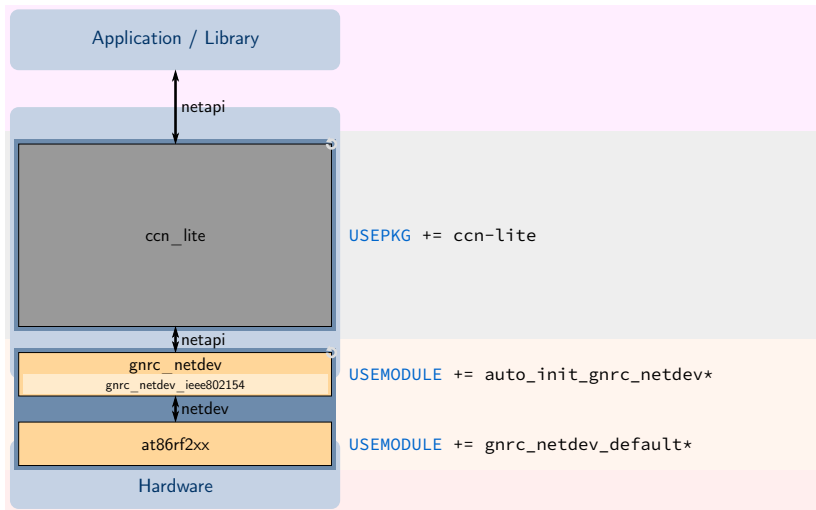 Application / Library
netapi
ccn_lite
USEPKG += ccn-lite
netapi
gnrc_netdev
gnrc_netdev_ieee802154
USEMODULE += auto_init_gnrc_netdev*
netdev
at86rf2xx
USEMODULE += gnrc_netdev_default*
Hardware